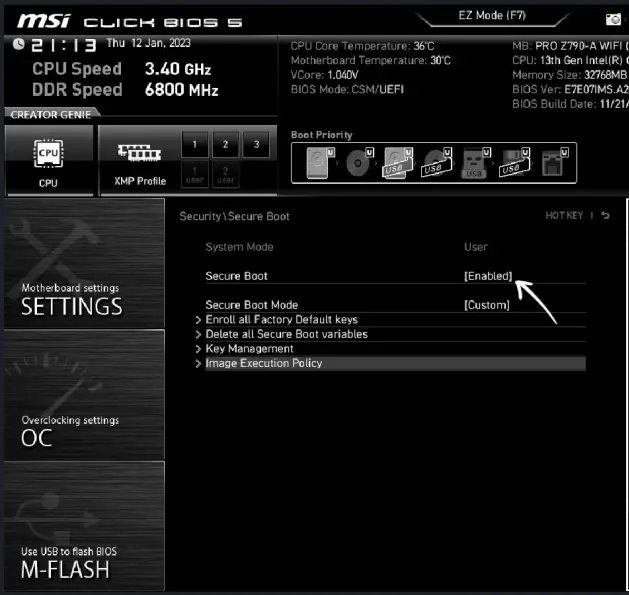 msi CLICK BIOS 5
EZ Mode (F7)
21:13 Thu 12 Jan, 2023
CPU Speed 3.40 GHz
DDR Speed 6800 MHz
CPU Core Temperature: 36°C
Motherboard Temperature: 30°C
VCore: 1.040V
BIOS Mode: CSM/UEFI
MB: PRO Z790-A WIFI (
CPU: 13th Gen Intel(R)
Memory Size: 32768MB
BIOS Ver: E7E07IMS.A2
BIOS Build Date: 11/21/
CREATOR GENIE
CPU
CPU
XMP Profile
1 2 3
1 user
2 user
Boot Priority
U U U U U U U
USB USB USB USB
Security\Secure Boot
HOT KEY |
System Mode User
Secure Boot [Enabled]
Secure Boot Mode [Custom]
> Enroll all Factory Default keys
> Delete all Secure Boot variables
> Key Management
> Image Execution Policy
Motherboard settings
SETTINGS
Overclocking settings
OC
Use USB to flash BIOS
M-FLASH